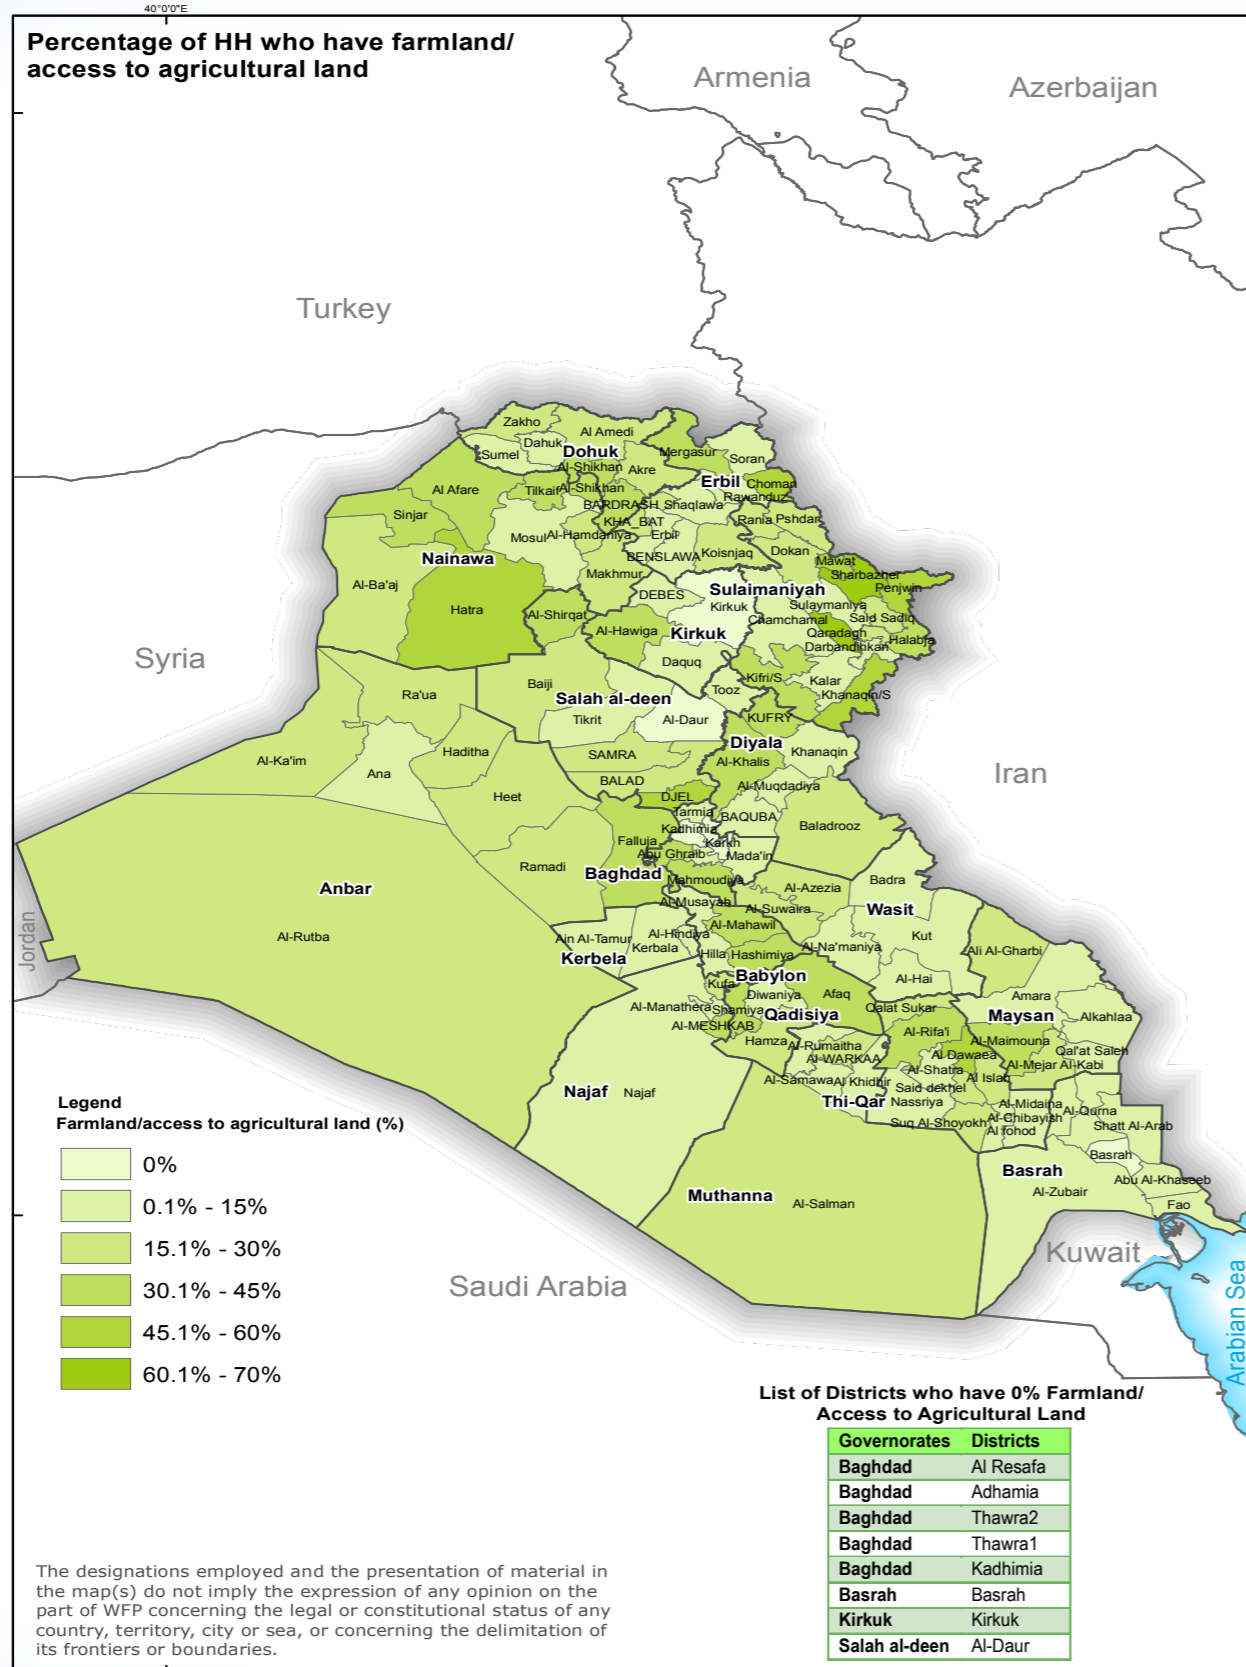 40°0'0"E
Percentage of HH who have farmland/
access to agricultural land
Armenia
Azerbaijan
Turkey
Zakho
Al Amedi
Dahuk
Sumel
Dohuk
Mergasur
Soran
Al-Shikhan
Akre
Erbil
Choman
Al Afare
Tilkaif
Al-Shikhan
Rawanduz
BARDRASH
Shaqlawa
Sinjar
KHA_BAT
Rania
Pshdar
Mosul
Al-Hamdaniya
Erbil
Nainawa
BENSLAWA
Koisnjaq
Dokan
Mawat
Al-Ba'aj
Makhmur
Sharbazher
Sulaimaniyah
Penjwin
DEBES
Hatra
Kirkuk
Sulaymaniya
Al-Shirqat
Chamchamal
Said Sadiq
Al-Hawiga
Kirkuk
Qaradagh
Halabja
Darbandihkan
Syria
Daquq
Kifri/S
Kalar
Baiji
Tooz
Khanaqin/S
Ra'ua
Salah al-deen
Tikrit
Al-Daur
KUFRY
Diyala
Khanaqin
Haditha
SAMRA
Al-Ka'im
Al-Khalis
Ana
BALAD
Iran
Al-Muqdadiya
Heet
DJEL
Tarmia
BAQUBA
Kadhimia
Baladrooz
Falluja
Karkh
Abu Ghraib
Mada'in
Ramadi
Baghdad
Mahmoudiya
Badra
Anbar
Al-Azezia
Al-Musayab
Al-Suwaira
Wasit
Al-Mahawil
Jordan
Al-Rutba
Ain Al-Tamur
Al-Hindiya
Kut
Kerbala
Al-Na'maniya
Ali Al-Gharbi
Kerbela
Hilla
Hashimiya
Babylon
Al-Hai
Kufa
Diwaniya
Afaq
Amara
Al-Manathera
Shamiya
Qalat Sukar
Qadisiya
Maysan
Alkahlaa
Al-MESHKAB
Al-Rifa'i
Hamza
Al-Rumaitha
Al-Maimouna
Al-WARKAA
Al Dawaea
Qal'at Saleh
Al-Shatra
Al-Mejar Al-Kabi
Al-Samawa
Al Khidhir
Al Islah
Najaf
Najaf
Said dekhel
Thi-Qar
Nassriya
Al-Midaina
Al-Qurna
Suq Al-Shoyokh
Al-Chibayish
Al fohod
Shatt Al-Arab
Basrah
Basrah
Abu Al-Khaseeb
Muthanna
Al-Salman
Al-Zubair
Fao
Kuwait
Saudi Arabia
Arabian Sea
Legend
Farmland/access to agricultural land (%)
0%
0.1% - 15%
15.1% - 30%
30.1% - 45%
45.1% - 60%
60.1% - 70%
List of Districts who have 0% Farmland/
Access to Agricultural Land
Governorates Districts
Baghdad Al Resafa
Baghdad Adhamia
Baghdad Thawra2
Baghdad Thawra1
Baghdad Kadhimia
Basrah Basrah
Kirkuk Kirkuk
Salah al-deen Al-Daur
The designations employed and the presentation of material in
the map(s) do not imply the expression of any opinion on the
part of WFP concerning the legal or constitutional status of any
country, territory, city or sea, or concerning the delimitation of
its frontiers or boundaries.